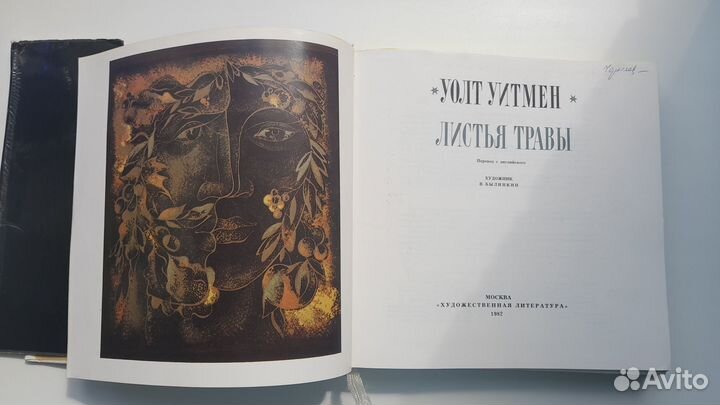 * УОЛТ УИТМЕН *
ЛИСТЬЯ ТРАВЫ
Перевод с английского
ХУДОЖНИК
В. БЫЛИНКИН
МОСКВА
«ХУДОЖЕСТВЕННАЯ ЛИТЕРАТУРА»
1982
Avito